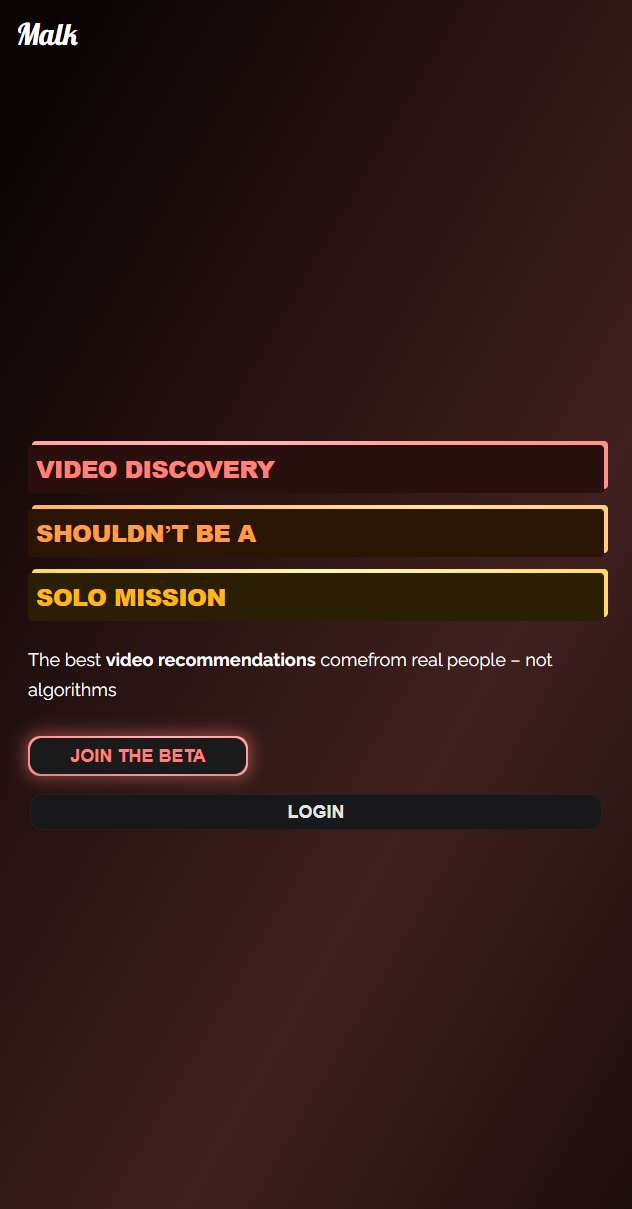 Malk
VIDEO DISCOVERY
SHOULDN’T BE A
SOLO MISSION
The best video recommendations comefrom real people – not
algorithms
JOIN THE BETA
LOGIN